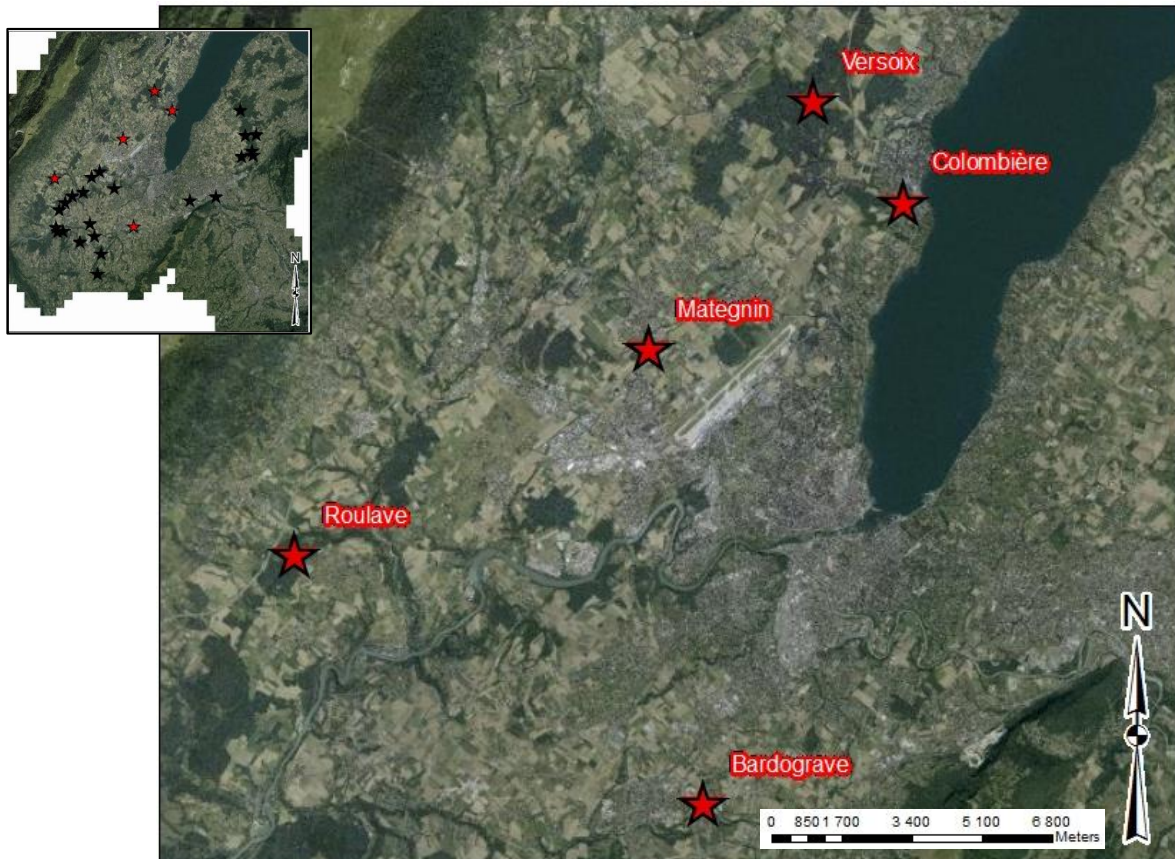 Versoix
Colombière
Mategnin
Roulave
Bardograve
N
0 850 1 700 3 400 5 100 6 800
Meters
N